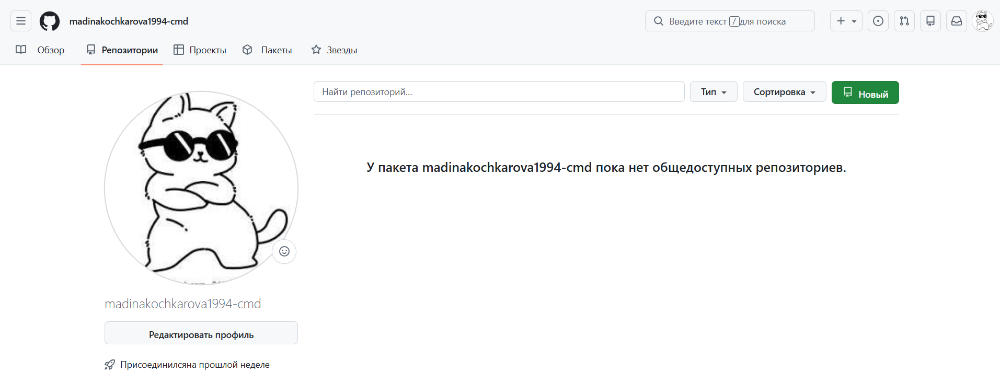 madinakochkarova1994-cmd
Введите текст / для поиска
Обзор
Репозитории
Проекты
Пакеты
Звезды
Найти репозиторий...
Тип
Сортировка
Новый
У пакета madinakochkarova1994-cmd пока нет общедоступных репозиториев.
madinakochkarova1994-cmd
Редактировать профиль
Присоединилсяна прошлой неделе